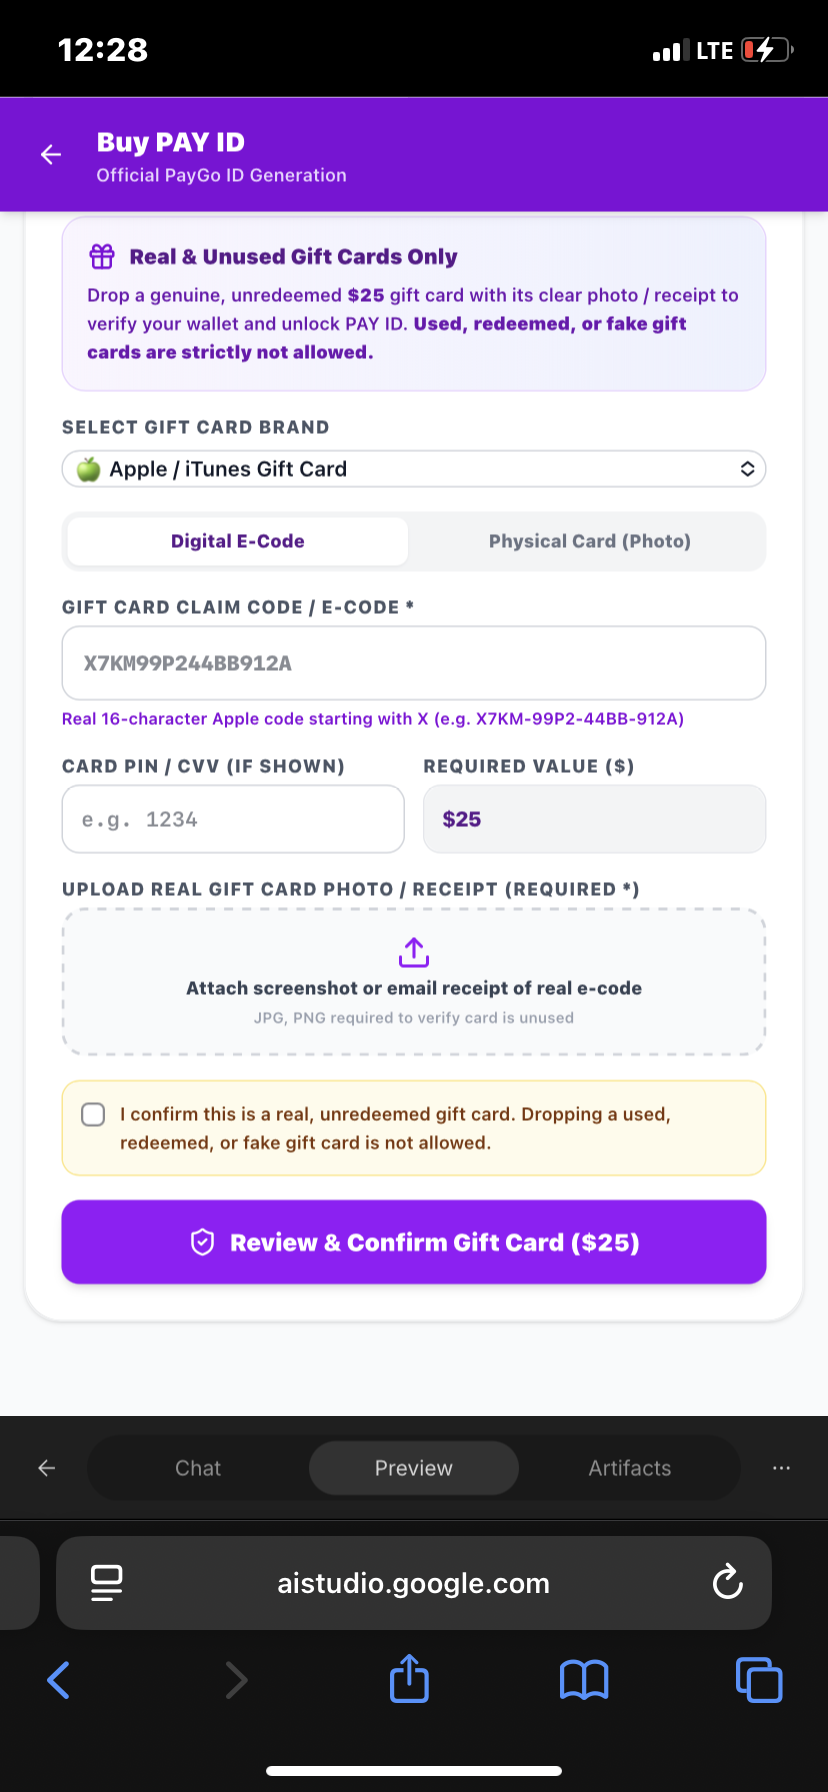 12:28
LTE
Buy PAY ID
Official PayGo ID Generation
Real & Unused Gift Cards Only
Drop a genuine, unredeemed $25 gift card with its clear photo / receipt to
verify your wallet and unlock PAY ID. Used, redeemed, or fake gift
cards are strictly not allowed.
SELECT GIFT CARD BRAND
Apple / iTunes Gift Card
Digital E-Code
Physical Card (Photo)
GIFT CARD CLAIM CODE / E-CODE *
X7KM99P244BB912A
Real 16-character Apple code starting with X (e.g. X7KM-99P2-44BB-912A)
CARD PIN / CVV (IF SHOWN)
REQUIRED VALUE ($)
e.g. 1234
$25
UPLOAD REAL GIFT CARD PHOTO / RECEIPT (REQUIRED *)
Attach screenshot or email receipt of real e-code
JPG, PNG required to verify card is unused
I confirm this is a real, unredeemed gift card. Dropping a used,
redeemed, or fake gift card is not allowed.
Review & Confirm Gift Card ($25)
Chat
Preview
Artifacts
aistudio.google.com